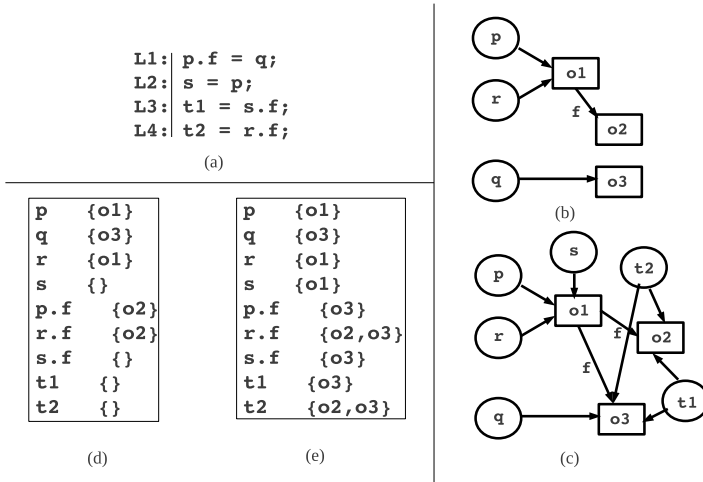 L1: p.f = q;
L2: s = p;
L3: t1 = s.f;
L4: t2 = r.f;
(a)
p
r
o1
f
o2
q
o3
(b)
p {o1}
q {o3}
r {o1}
s {}
p.f {o2}
r.f {o2}
s.f {}
t1 {}
t2 {}
(d)
p {o1}
q {o3}
r {o1}
s {o1}
p.f {o3}
r.f {o2,o3}
s.f {o3}
t1 {o3}
t2 {o2,o3}
(e)
s
t2
p
o1
r
f
o2
f
t1
q
o3
(c)